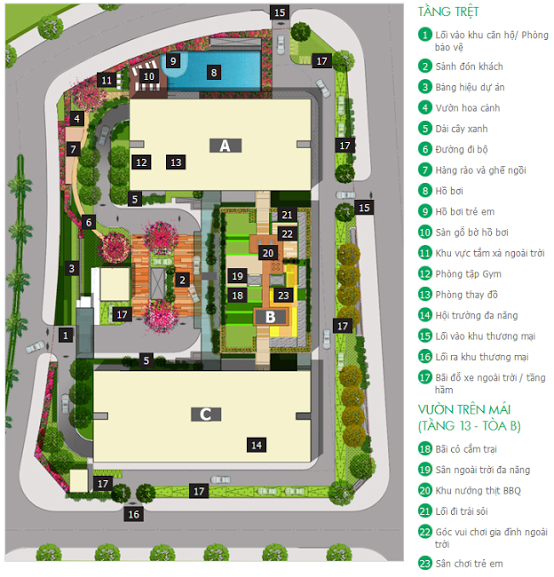 TẦNG TRỆT
1 Lối vào khu căn hộ/ Phòng
bảo vệ
2 Sảnh đón khách
3 Bảng hiệu dự án
4 Vườn hoa cảnh
5 Dải cây xanh
6 Đường đi bộ
7 Hàng rào và ghế ngồi
8 Hồ bơi
9 Hồ bơi trẻ em
10 Sàn gỗ bờ hồ bơi
11 Khu vực tắm xả ngoài trời
12 Phòng tập Gym
13 Phòng thay đồ
14 Hội trường đa năng
15 Lối vào khu thương mại
16 Lối ra khu thương mại
17 Bãi đỗ xe ngoài trời / tầng
hầm
VƯỜN TRÊN MÁI
(TẦNG 13 - TÒA B)
18 Bãi cỏ cắm trại
19 Sân ngoài trời đa năng
20 Khu nướng thịt BBQ
21 Lối đi trải sỏi
22 Góc vui chơi gia đình ngoài
trời
23 Sân chơi trẻ em
15
9
17
11
10
8
4
7
A
17
12
13
5
15
21
6
22
20
3
19
2
18
23
17
B
1
17
5
C
14
17
17
16